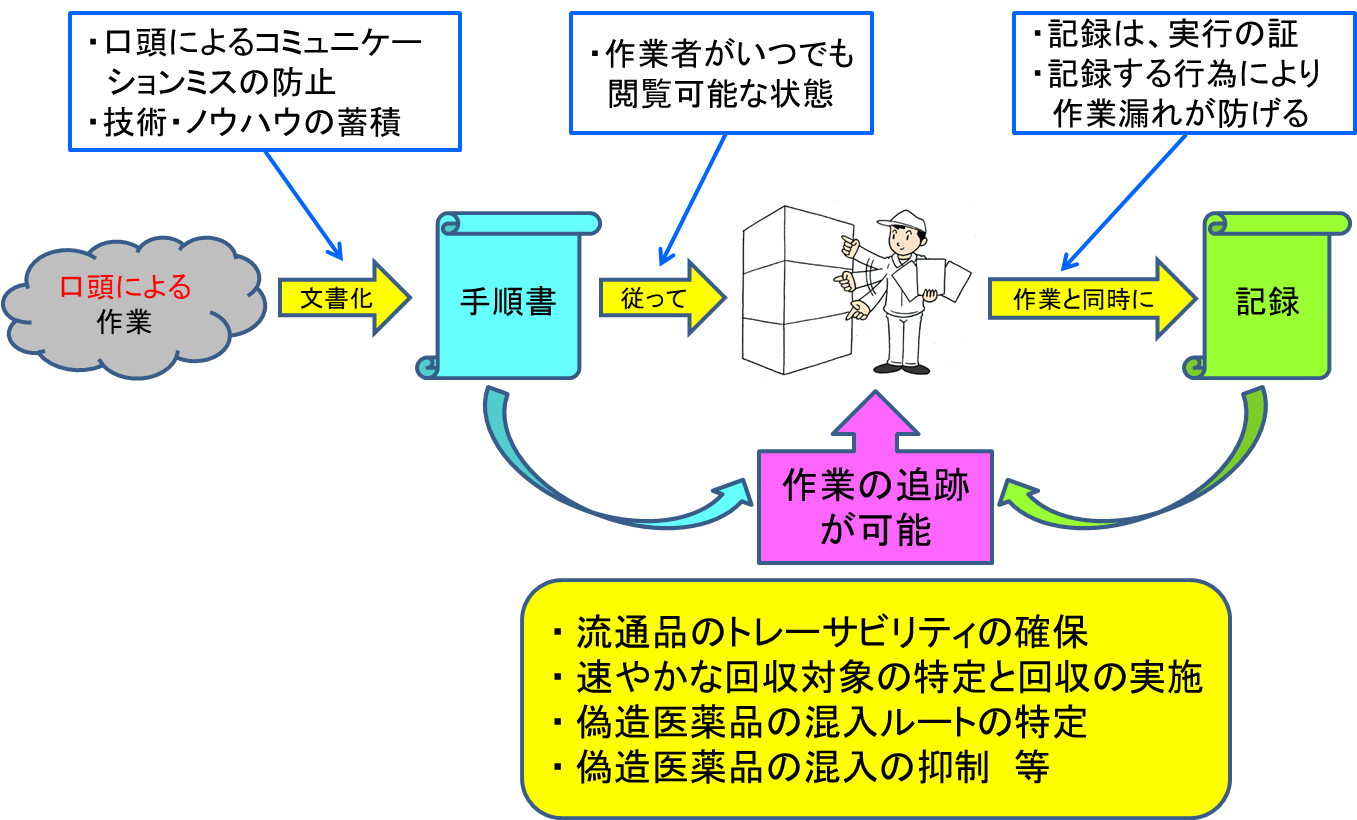 ・口頭によるコミュニケー
ションミスの防止
・技術・ノウハウの蓄積
・作業者がいつでも
閲覧可能な状態
・記録は、実行の証
・記録する行為により
作業漏れが防げる
口頭による
作業
文書化
手順書
従って
作業と同時に
記録
作業の追跡
が可能
・流通品のトレーサビリティの確保
・速やかな回収対象の特定と回収の実施
・偽造医薬品の混入ルートの特定
・偽造医薬品の混入の抑制　等